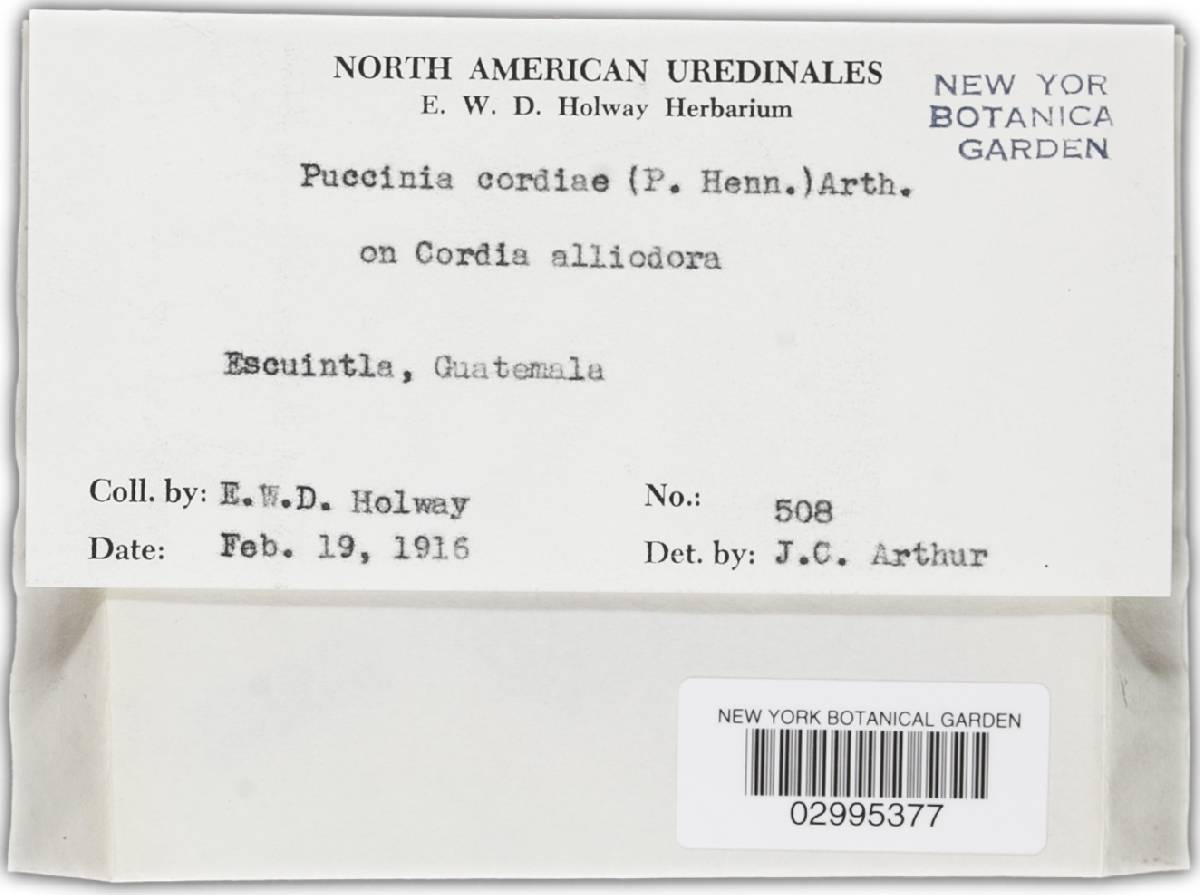 NORTH AMERICAN UREDINALES
E. W. D. Holway Herbarium
NEW YOR
BOTANICA
GARDEN
Puccinia cordiae (P. Henn.)Arth.
on Cordia alliodora
Escuintla, Guatemala
Coll. by: E.W.D. Holway
No.: 508
Date: Feb. 19, 1916
Det. by: J.C. Arthur
NEW YORK BOTANICAL GARDEN
02995377